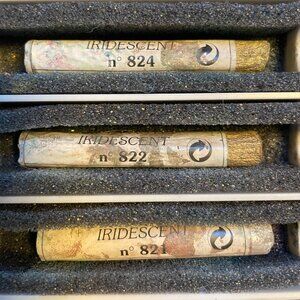 IRIDESCENT
n° 824
IRIDESCENT
n° 822
IRIDESCENT
n° 821